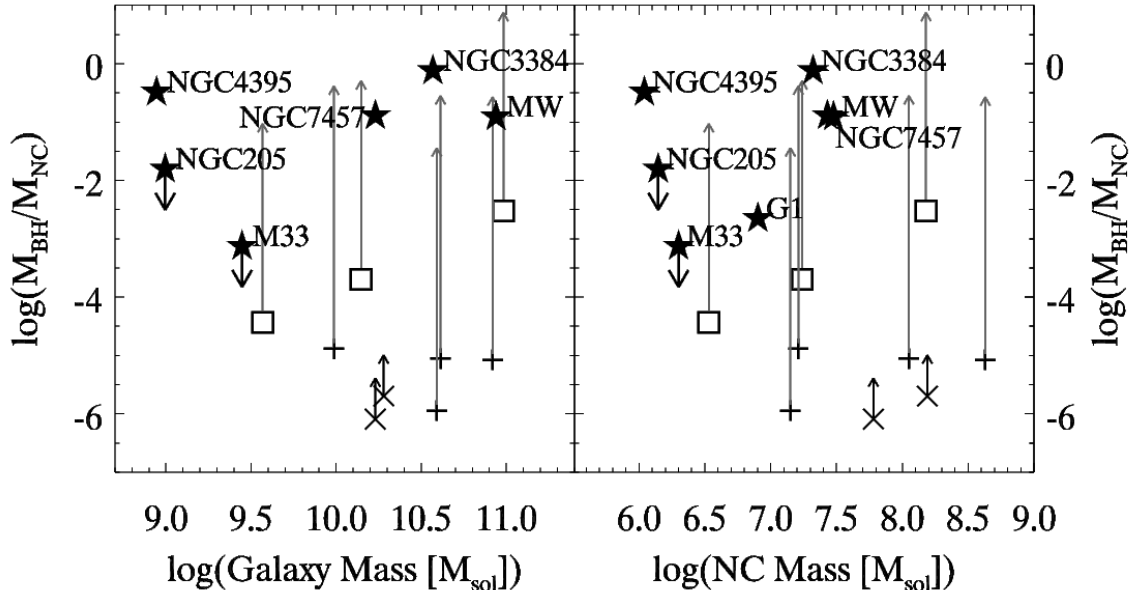 log(M_BH/M_NC)
0
-2
-4
-6
NGC4395
NGC3384
NGC7457
MW
NGC205
M33
9.0 9.5 10.0 10.5 11.0
log(Galaxy Mass [M_sol])
NGC3384
NGC4395
MW
NGC7457
NGC205
G1
M33
6.0 6.5 7.0 7.5 8.0 8.5 9.0
log(NC Mass [M_sol])
0
-2
-4
-6
log(M_BH/M_NC)